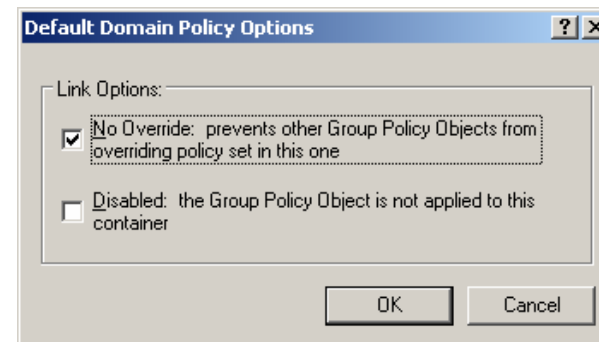 Default Domain Policy Options
Link Options:
No Override: prevents other Group Policy Objects from
overriding policy set in this one
Disabled: the Group Policy Object is not applied to this
container
OK Cancel